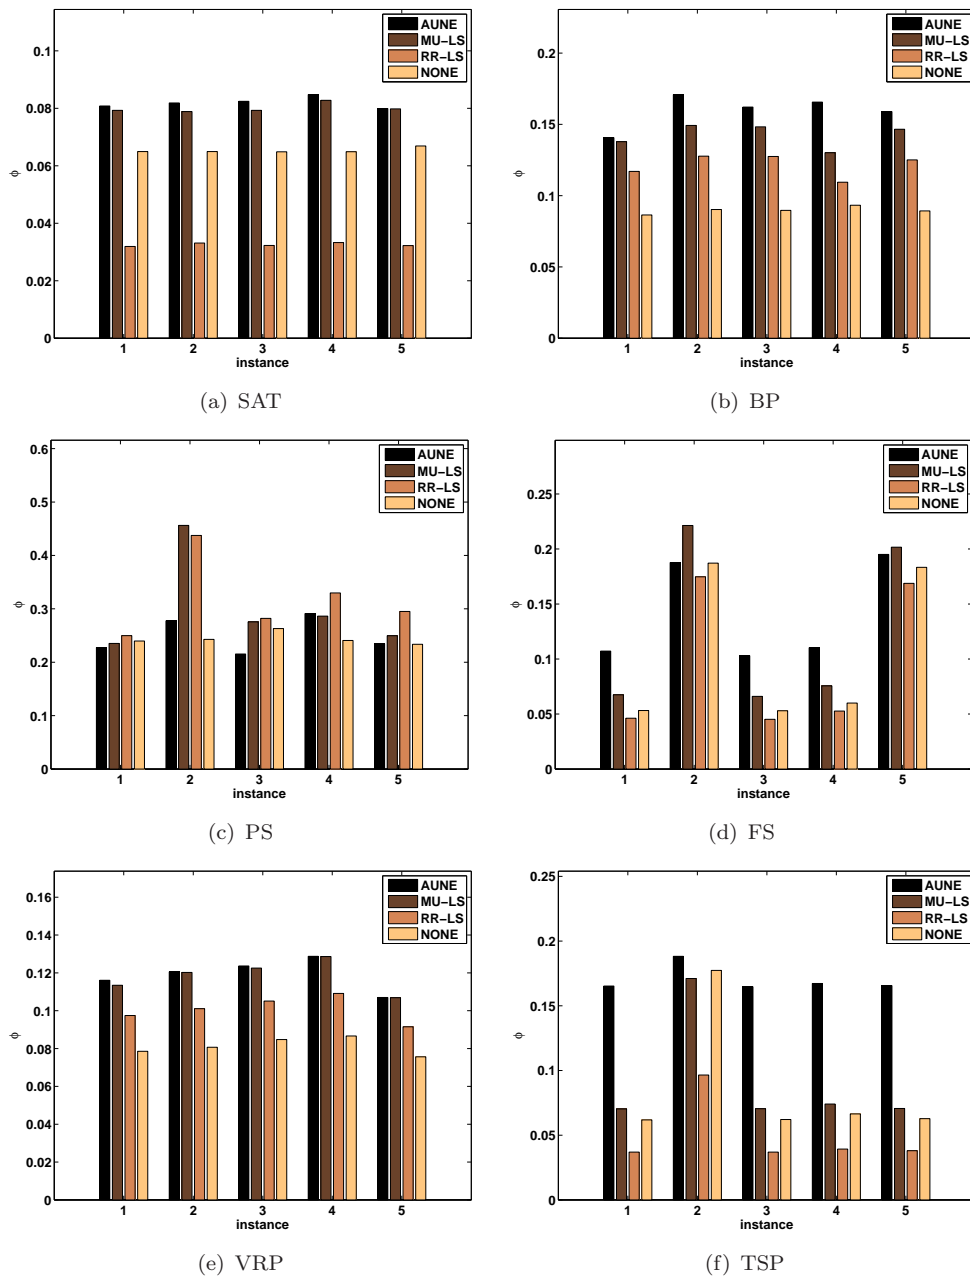 0.1
0.08
0.06
0.04
0.02
0
ϕ
AUNE
MU−LS
RR−LS
NONE
1 2 3 4 5
instance
(a) SAT
0.2
0.15
0.1
0.05
0
ϕ
AUNE
MU−LS
RR−LS
NONE
1 2 3 4 5
instance
(b) BP
0.6
0.5
0.4
0.3
0.2
0.1
0
ϕ
AUNE
MU−LS
RR−LS
NONE
1 2 3 4 5
instance
(c) PS
0.25
0.2
0.15
0.1
0.05
0
ϕ
AUNE
MU−LS
RR−LS
NONE
1 2 3 4 5
instance
(d) FS
0.16
0.14
0.12
0.1
0.08
0.06
0.04
0.02
0
ϕ
AUNE
MU−LS
RR−LS
NONE
1 2 3 4 5
instance
(e) VRP
0.25
0.2
0.15
0.1
0.05
0
ϕ
AUNE
MU−LS
RR−LS
NONE
1 2 3 4 5
instance
(f) TSP